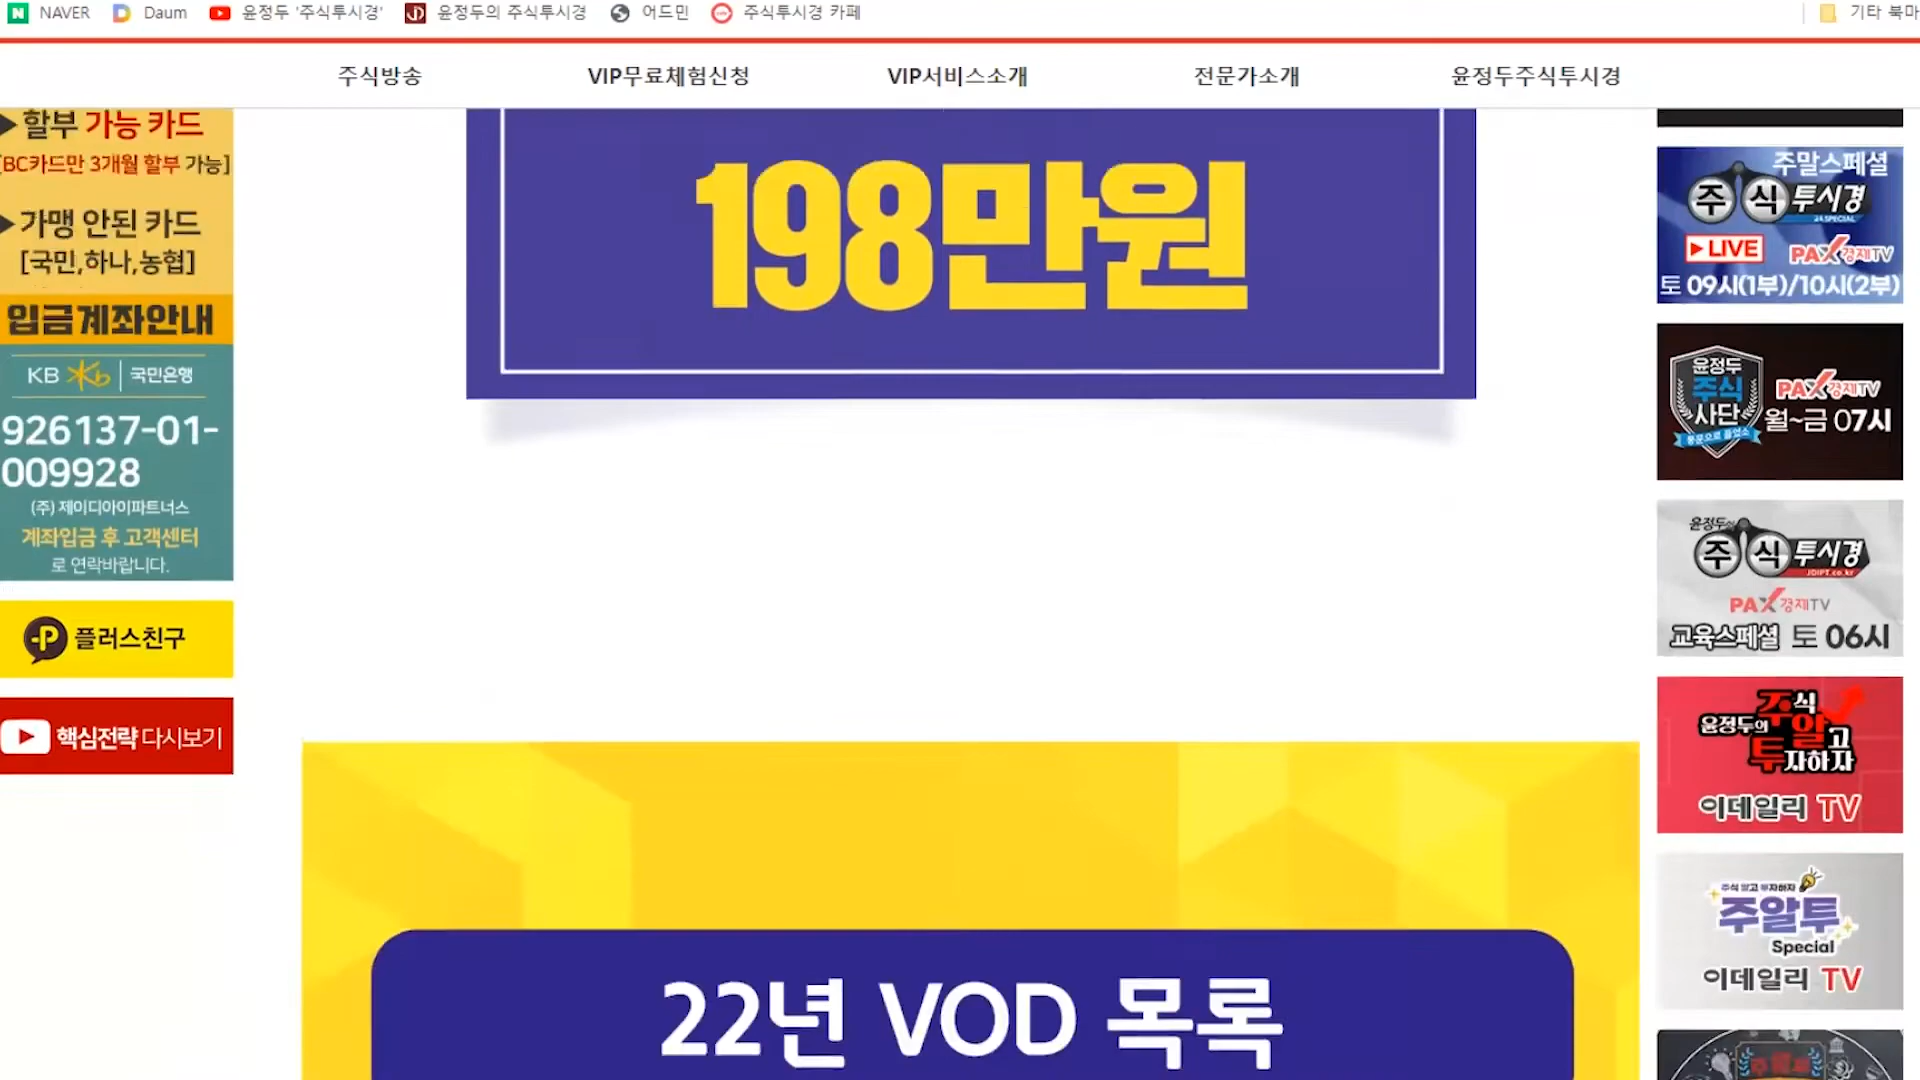 NAVER
Daum
윤정두 '주식투시경'
윤정두의 주식투시경
어드민
주식투시경 카페
기타 북마
주식방송
VIP무료체험신청
VIP서비스소개
전문가소개
윤정두주식투시경
▶할부 가능 카드
[BC카드만 3개월 할부 가능]
▶가맹 안된 카드
[국민,하나,농협]
입금계좌안내
KB 국민은행
926137-01-
009928
(주) 제이디아이파트너스
계좌입금 후 고객센터
로 연락바랍니다.
플러스친구
핵심전략 다시보기
198만원
22년 VOD 목록
주말스페셜
주식투시경
24.SPECIAL
LIVE
PAX경제TV
토 09시(1부)/10시(2부)
윤정두
주식
사단
PAX경제TV
월~금 07시
윤정두의
주식투시경
JDIPT.co.kr
PAX경제TV
교육스페셜 토 06시
윤정두의
주식
알고
투자하자
이데일리 TV
주식 알고 투자하자
주알투
Special
이데일리 TV